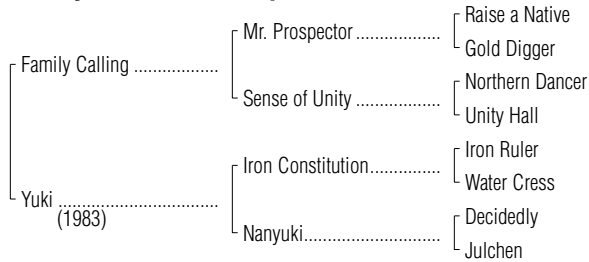 Raise a Native
Mr. Prospector ..................
Gold Digger
Family Calling ..................
Northern Dancer
Sense of Unity ..................
Unity Hall
Iron Ruler
Iron Constitution...............
Water Cress
Yuki ..................................
(1983)
Decidedly
Nanyuki.............................
Julchen